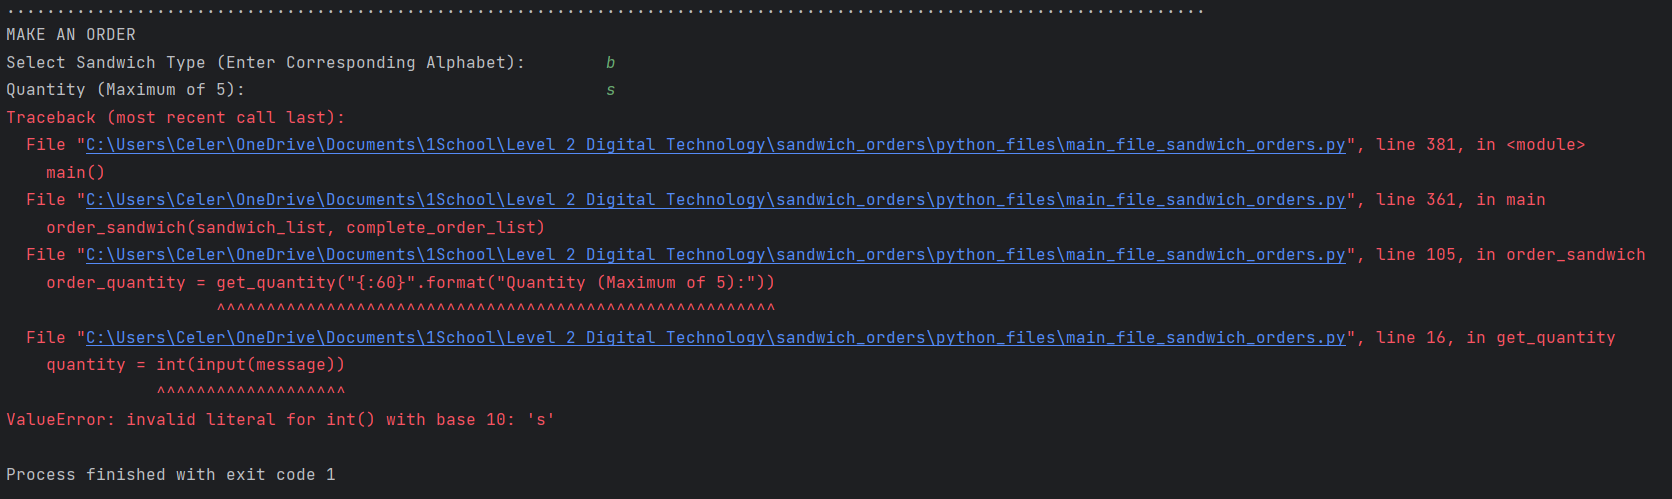 ........................................................................................................................
MAKE AN ORDER
Select Sandwich Type (Enter Corresponding Alphabet):        b
Quantity (Maximum of 5):                                    s
Traceback (most recent call last):
  File "C:\Users\Celer\OneDrive\Documents\1School\Level 2 Digital Technology\sandwich_orders\python_files\main_file_sandwich_orders.py", line 381, in <module>
    main()
  File "C:\Users\Celer\OneDrive\Documents\1School\Level 2 Digital Technology\sandwich_orders\python_files\main_file_sandwich_orders.py", line 361, in main
    order_sandwich(sandwich_list, complete_order_list)
  File "C:\Users\Celer\OneDrive\Documents\1School\Level 2 Digital Technology\sandwich_orders\python_files\main_file_sandwich_orders.py", line 105, in order_sandwich
    order_quantity = get_quantity("{:60}".format("Quantity (Maximum of 5):"))
                     ^^^^^^^^^^^^^^^^^^^^^^^^^^^^^^^^^^^^^^^^^^^^^^^^^^^^^^^^
  File "C:\Users\Celer\OneDrive\Documents\1School\Level 2 Digital Technology\sandwich_orders\python_files\main_file_sandwich_orders.py", line 16, in get_quantity
    quantity = int(input(message))
               ^^^^^^^^^^^^^^^^^^^
ValueError: invalid literal for int() with base 10: 's'

Process finished with exit code 1